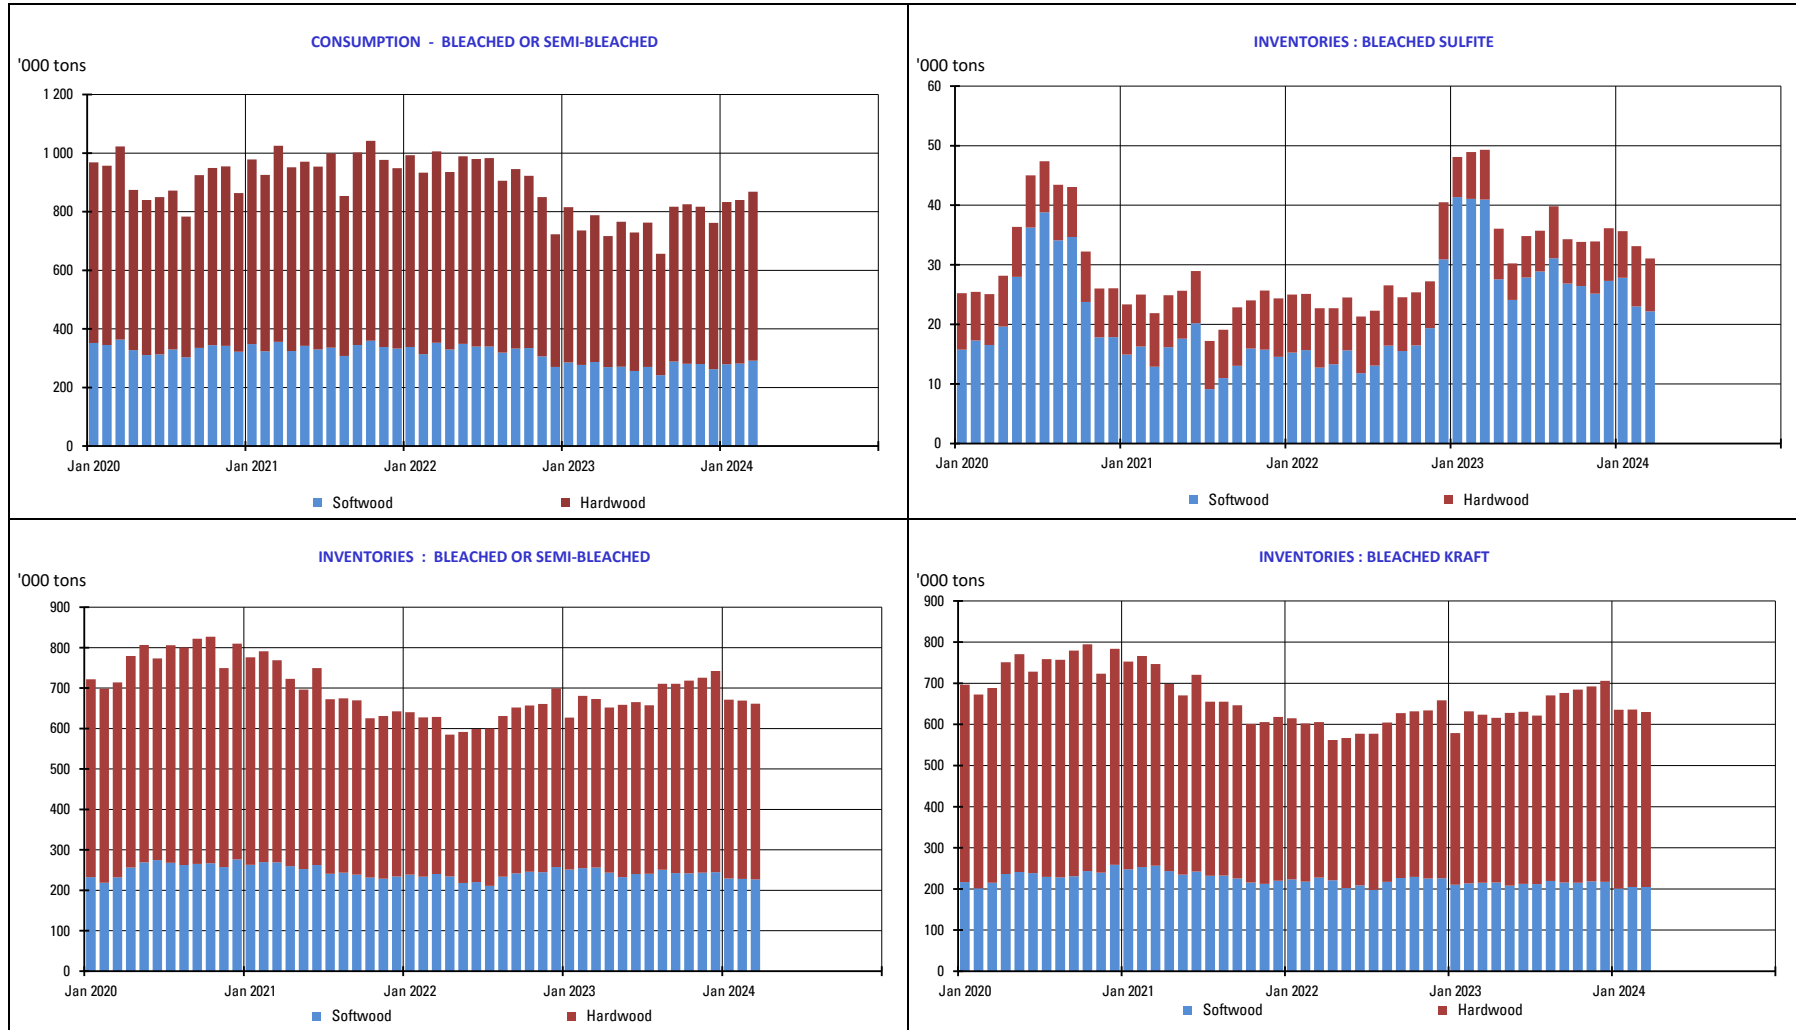 CONSUMPTION - BLEACHED OR SEMI-BLEACHED
'000 tons
1 200
1 000
800
600
400
200
0
Jan 2020 Jan 2021 Jan 2022 Jan 2023 Jan 2024
Softwood Hardwood
INVENTORIES : BLEACHED SULFITE
'000 tons
60
50
40
30
20
10
0
Jan 2020 Jan 2021 Jan 2022 Jan 2023 Jan 2024
Softwood Hardwood
INVENTORIES : BLEACHED OR SEMI-BLEACHED
'000 tons
900
800
700
600
500
400
300
200
100
0
Jan 2020 Jan 2021 Jan 2022 Jan 2023 Jan 2024
Softwood Hardwood
INVENTORIES : BLEACHED KRAFT
'000 tons
900
800
700
600
500
400
300
200
100
0
Jan 2020 Jan 2021 Jan 2022 Jan 2023 Jan 2024
Softwood Hardwood